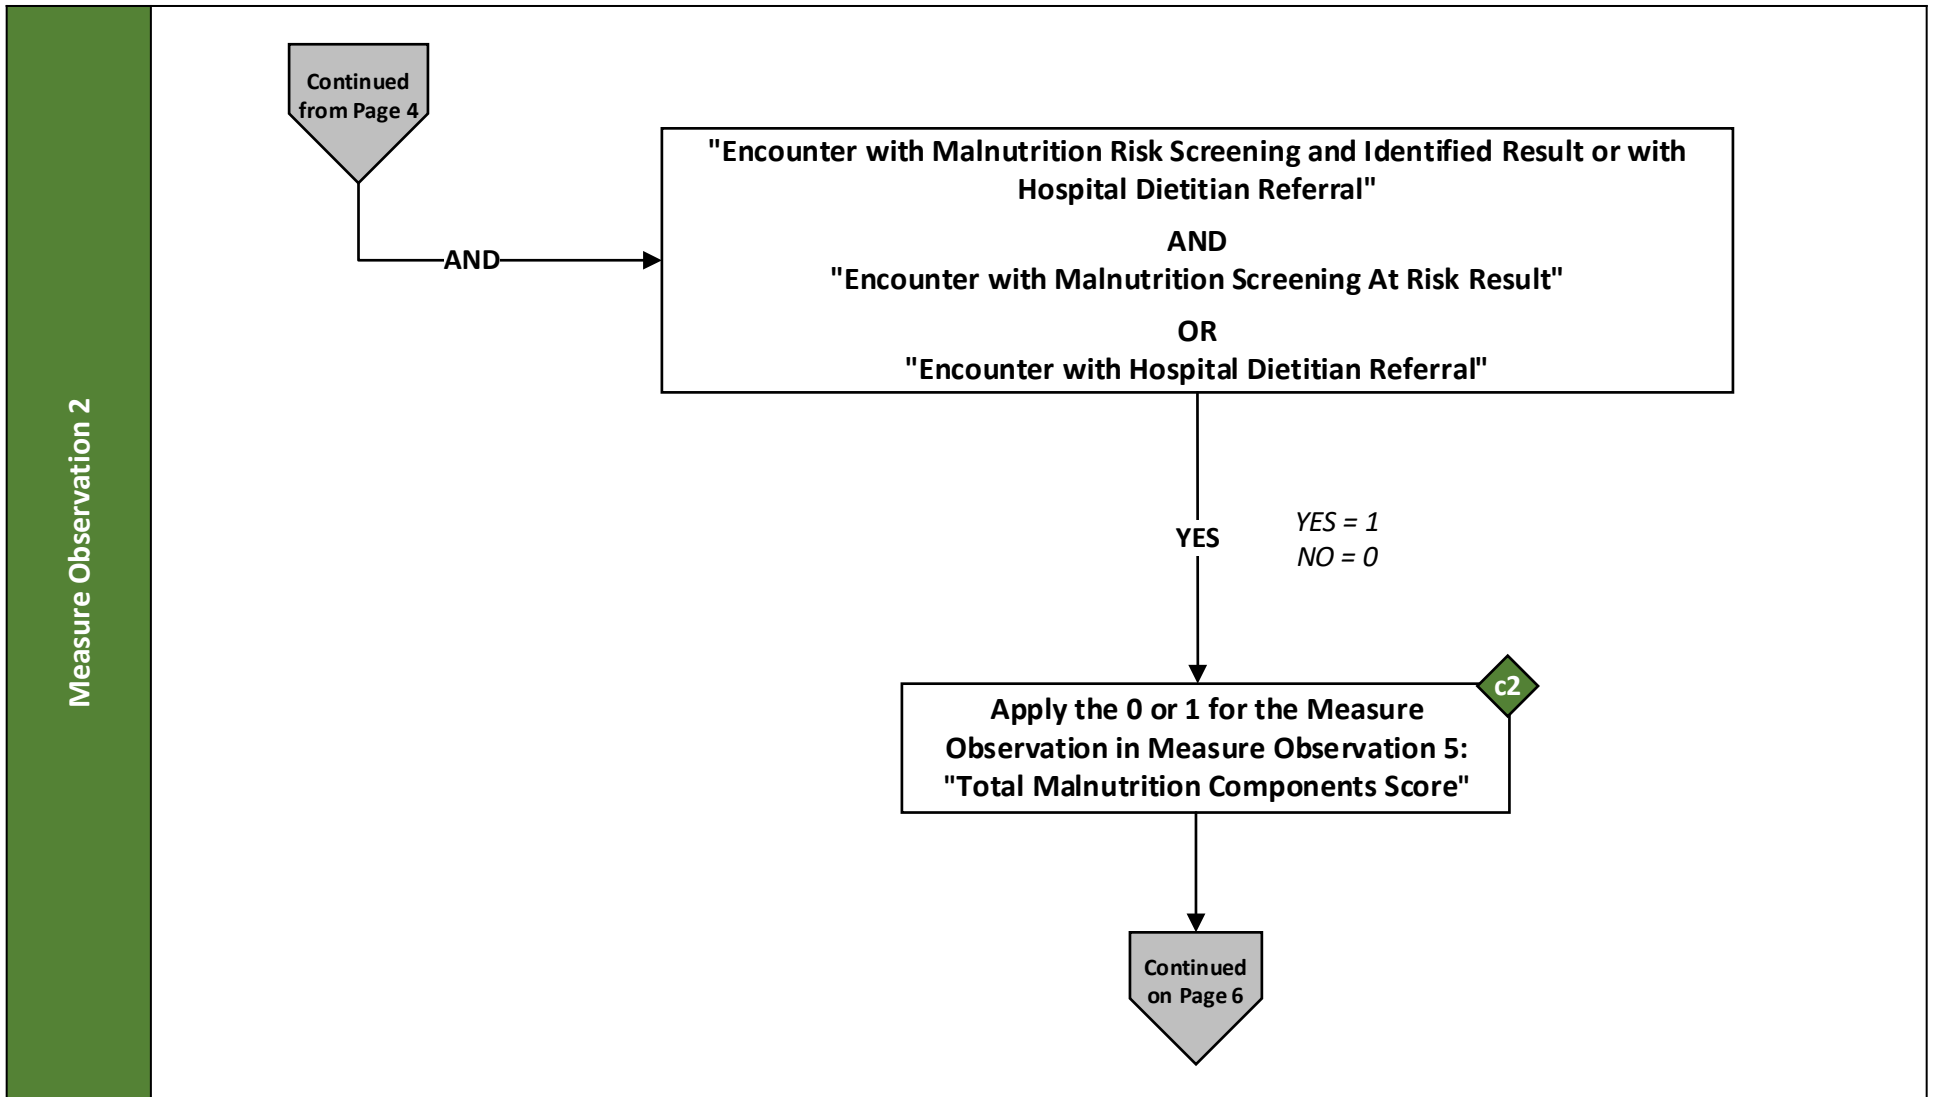 Measure Observation 2
Continued
from Page 4
AND
"Encounter with Malnutrition Risk Screening and Identified Result or with
Hospital Dietitian Referral"
AND
"Encounter with Malnutrition Screening At Risk Result"
OR
"Encounter with Hospital Dietitian Referral"
YES
YES = 1
NO = 0
c2
Apply the 0 or 1 for the Measure
Observation in Measure Observation 5:
"Total Malnutrition Components Score"
Continued
on Page 6